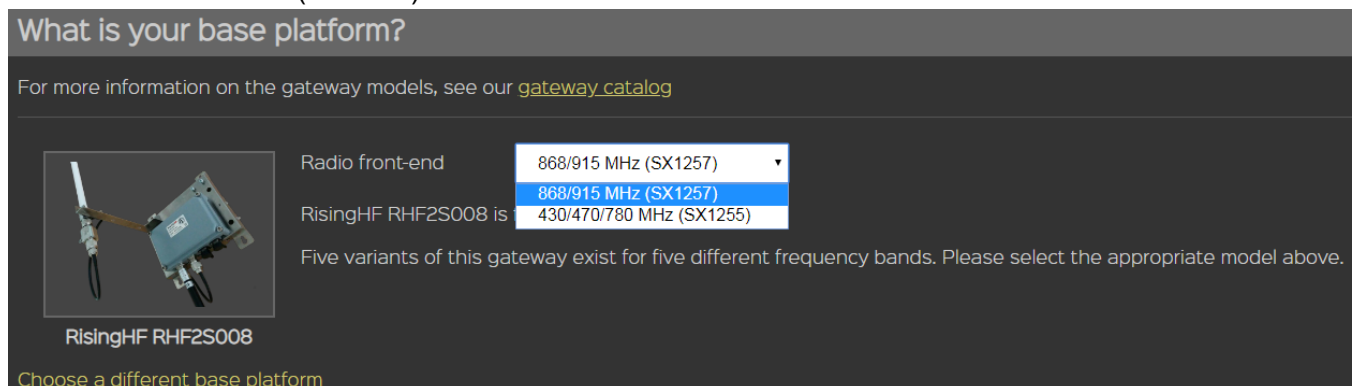 What is your base platform?
For more information on the gateway models, see our gateway catalog
Radio front-end 868/915 MHz (SX1257)
868/915 MHz (SX1257)
RisingHF RHF2S008 is
430/470/780 MHz (SX1255)
Five variants of this gateway exist for five different frequency bands. Please select the appropriate model above.
RisingHF RHF2S008
Choose a different base platform